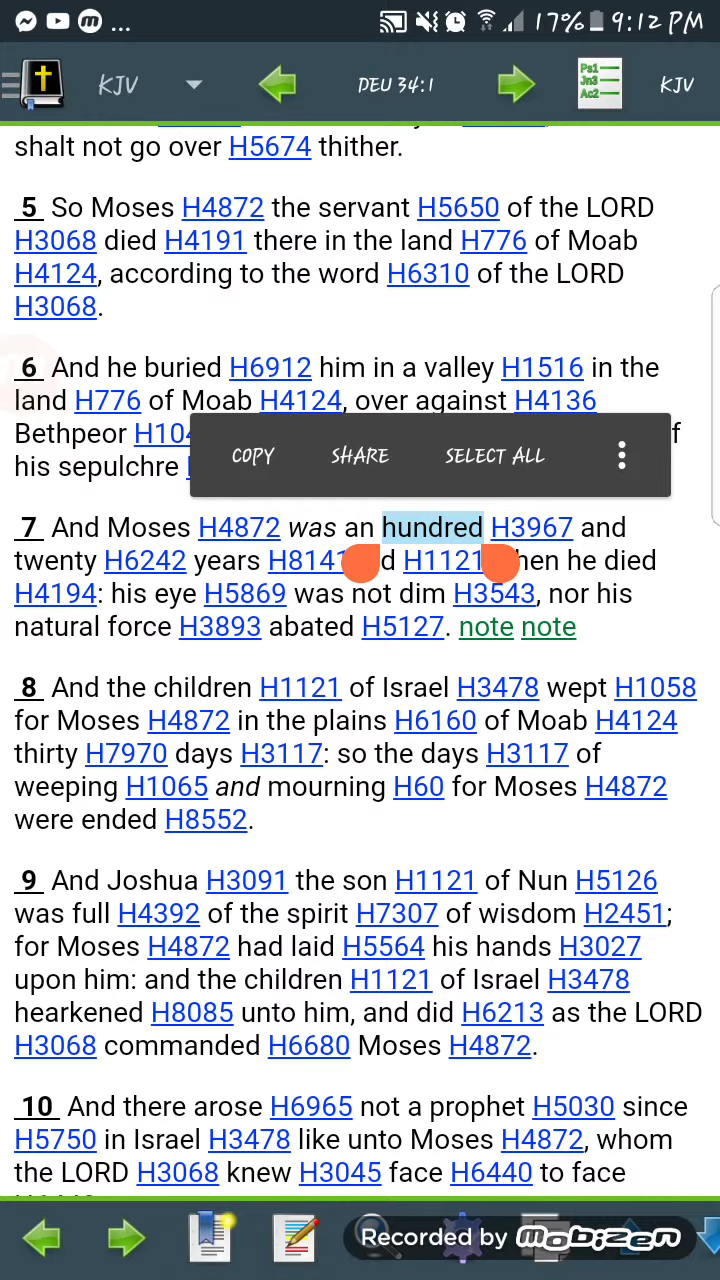 ... 17% 9:12 PM
KJV DEU 34:1 Ps1 Jn3 Ac2 KJV
shalt not go over H5674 thither.
5 So Moses H4872 the servant H5650 of the LORD
H3068 died H4191 there in the land H776 of Moab
H4124, according to the word H6310 of the LORD
H3068.
6 And he buried H6912 him in a valley H1516 in the
land H776 of Moab H4124, over against H4136
Bethpeor
his sepulchre
COPY SHARE SELECT ALL
7 And Moses H4872 was an hundred H3967 and
twenty H6242 years H8141 d H1121 hen he died
H4194: his eye H5869 was not dim H3543, nor his
natural force H3893 abated H5127. note note
8 And the children H1121 of Israel H3478 wept H1058
for Moses H4872 in the plains H6160 of Moab H4124
thirty H7970 days H3117: so the days H3117 of
weeping H1065 and mourning H60 for Moses H4872
were ended H8552.
9 And Joshua H3091 the son H1121 of Nun H5126
was full H4392 of the spirit H7307 of wisdom H2451;
for Moses H4872 had laid H5564 his hands H3027
upon him: and the children H1121 of Israel H3478
hearkened H8085 unto him, and did H6213 as the LORD
H3068 commanded H6680 Moses H4872.
10 And there arose H6965 not a prophet H5030 since
H5750 in Israel H3478 like unto Moses H4872, whom
the LORD H3068 knew H3045 face H6440 to face
Recorded by mobizen